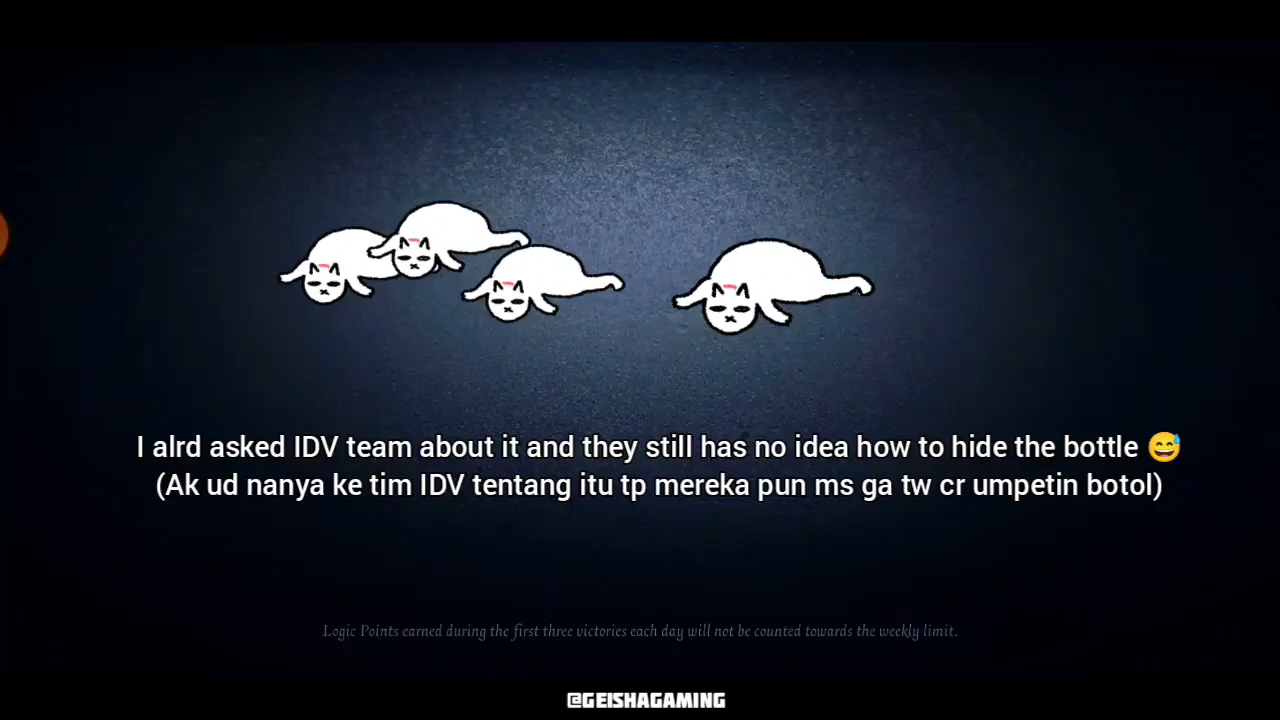 I alrd asked IDV team about it and they still has no idea how to hide the bottle 😅
(Ak ud nanya ke tim IDV tentang itu tp mereka pun ms ga tw cr umpetin botol)
Logic Points earned during the first three victories each day will not be counted towards the weekly limit.
@GEISHAGAMING